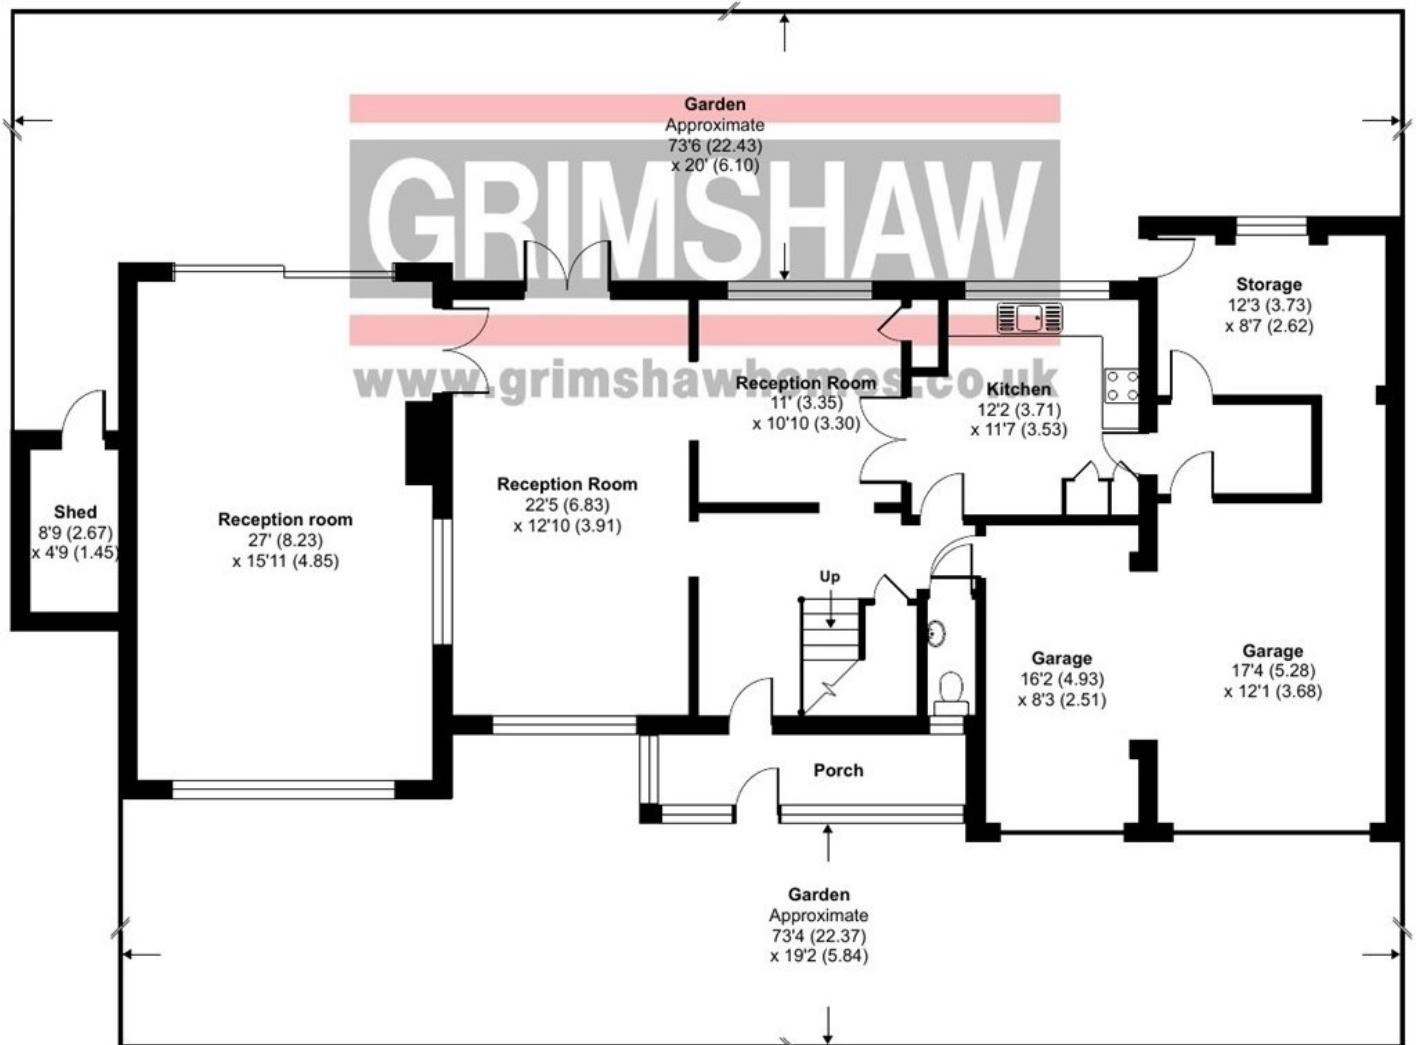 Garden
Approximate
73'6 (22.43)
x 20' (6.10)
GRIMSHAW
www.grimshawhomes.co.uk
Storage
12'3 (3.73)
x 8'7 (2.62)
Reception Room
11' (3.35)
x 10'10 (3.30)
Kitchen
12'2 (3.71)
x 11'7 (3.53)
Shed
8'9 (2.67)
x 4'9 (1.45)
Reception room
27' (8.23)
x 15'11 (4.85)
Reception Room
22'5 (6.83)
x 12'10 (3.91)
Up
Garage
16'2 (4.93)
x 8'3 (2.51)
Garage
17'4 (5.28)
x 12'1 (3.68)
Porch
Garden
Approximate
73'4 (22.37)
x 19'2 (5.84)